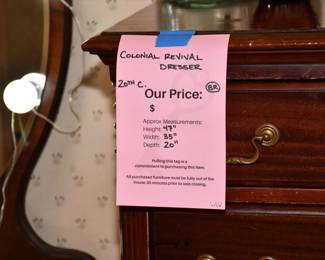 COLONIAL REVIVAL
DRESSER
20TH C.
BR
Our Price:
$
Approx Measurements:
Height: 47"
Width: 35"
Depth: 20"
Pulling this tag is a
commitment to purchasing this item.
All purchased furniture must be fully out of the
house 30 minutes prior to sale closing.